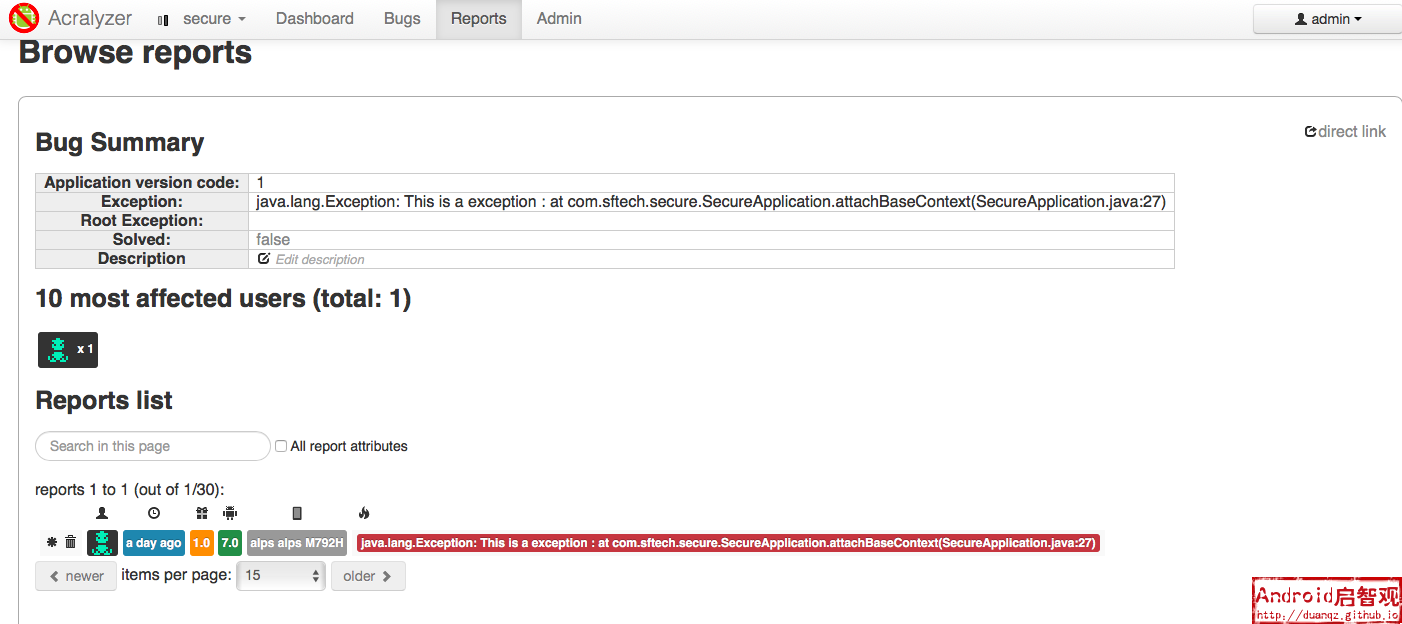 Acralyzer secure Dashboard Bugs Reports Admin admin
Browse reports
direct link
Bug Summary
Application version code: 1
Exception: java.lang.Exception: This is a exception : at com.sftech.secure.SecureApplication.attachBaseContext(SecureApplication.java:27)
Root Exception:
Solved: false
Description Edit description
10 most affected users (total: 1)
x 1
Reports list
Search in this page All report attributes
reports 1 to 1 (out of 1/30):
a day ago 1.0 7.0 alps alps M792H java.lang.Exception: This is a exception : at com.sftech.secure.SecureApplication.attachBaseContext(SecureApplication.java:27)
newer items per page: 15 older
Android启智观
http://duanqz.github.io